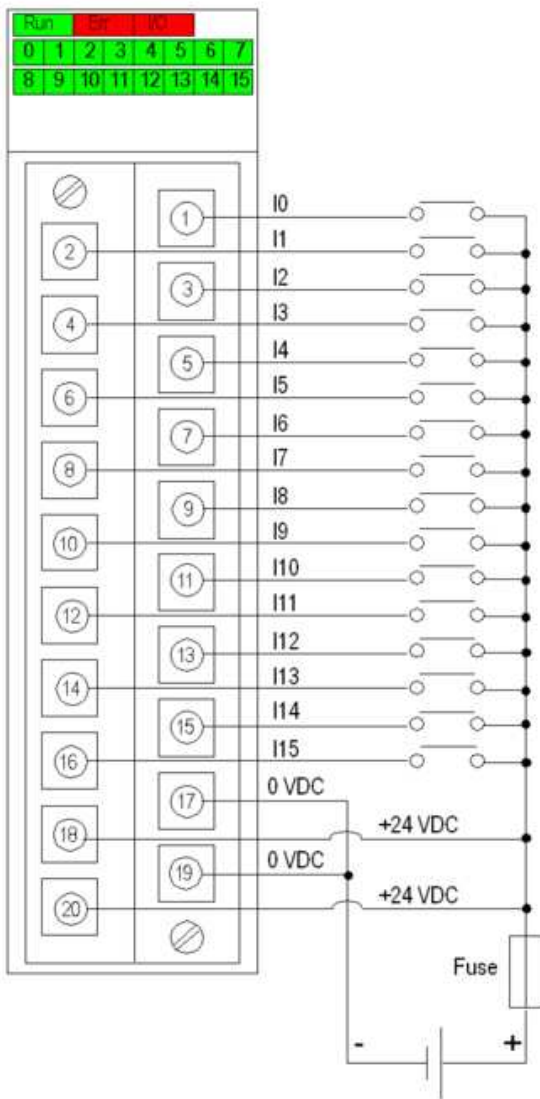 Run Err I/O
0 1 2 3 4 5 6 7
8 9 10 11 12 13 14 15
1 I0
2 I1
3 I2
4 I3
5 I4
6 I5
7 I6
8 I7
9 I8
10 I9
11 I10
12 I11
13 I12
14 I13
15 I14
16 I15
17 0 VDC
18 +24 VDC
19 0 VDC
20 +24 VDC
Fuse
- +